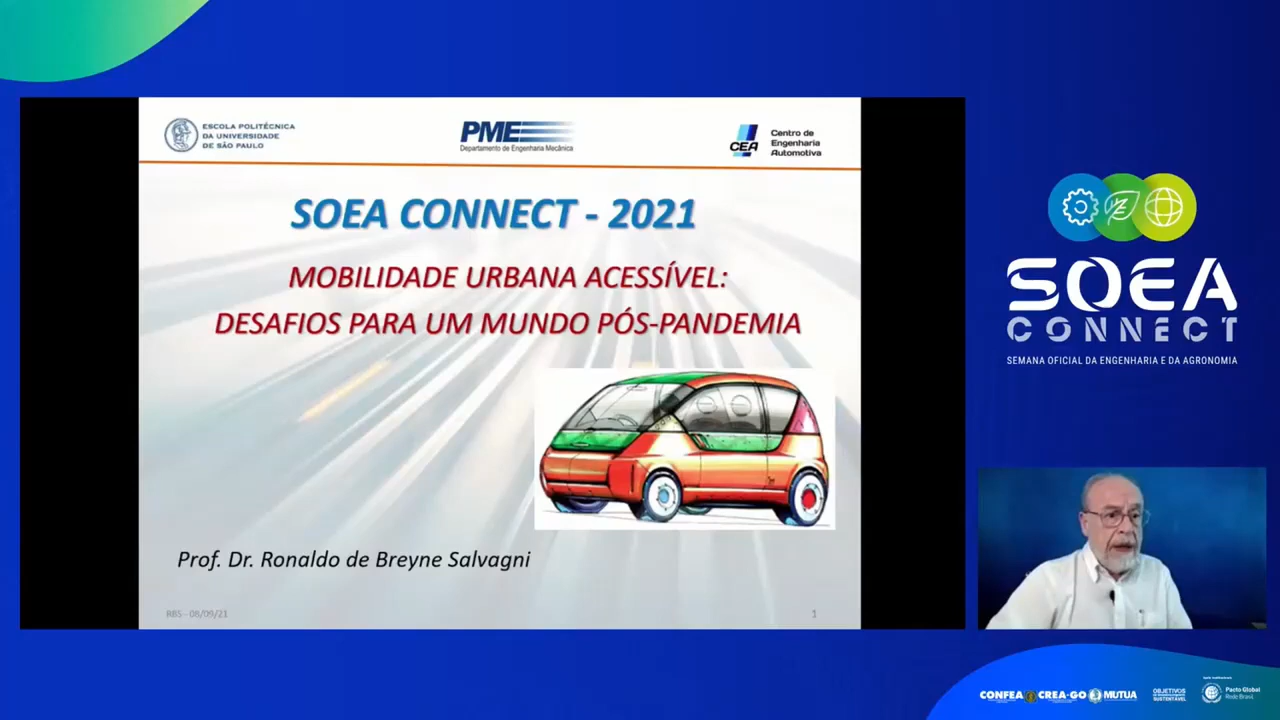 ESCOLA POLITÉCNICA
DA UNIVERSIDADE
DE SÃO PAULO
PME
Departamento de Engenharia Mecânica
CEA
Centro de
Engenharia
Automotiva
SOEA CONNECT - 2021
MOBILIDADE URBANA ACESSÍVEL:
DESAFIOS PARA UM MUNDO PÓS-PANDEMIA
Prof. Dr. Ronaldo de Breyne Salvagni
RBS - 08/09/21
1
SOEA
CONNECT
SEMANA OFICIAL DA ENGENHARIA E DA AGRONOMIA
CONFEA
CREA-GO
MUTUA
OBJETIVOS
SUSTENTÁVEL
Pacto Global
Rede Brasil